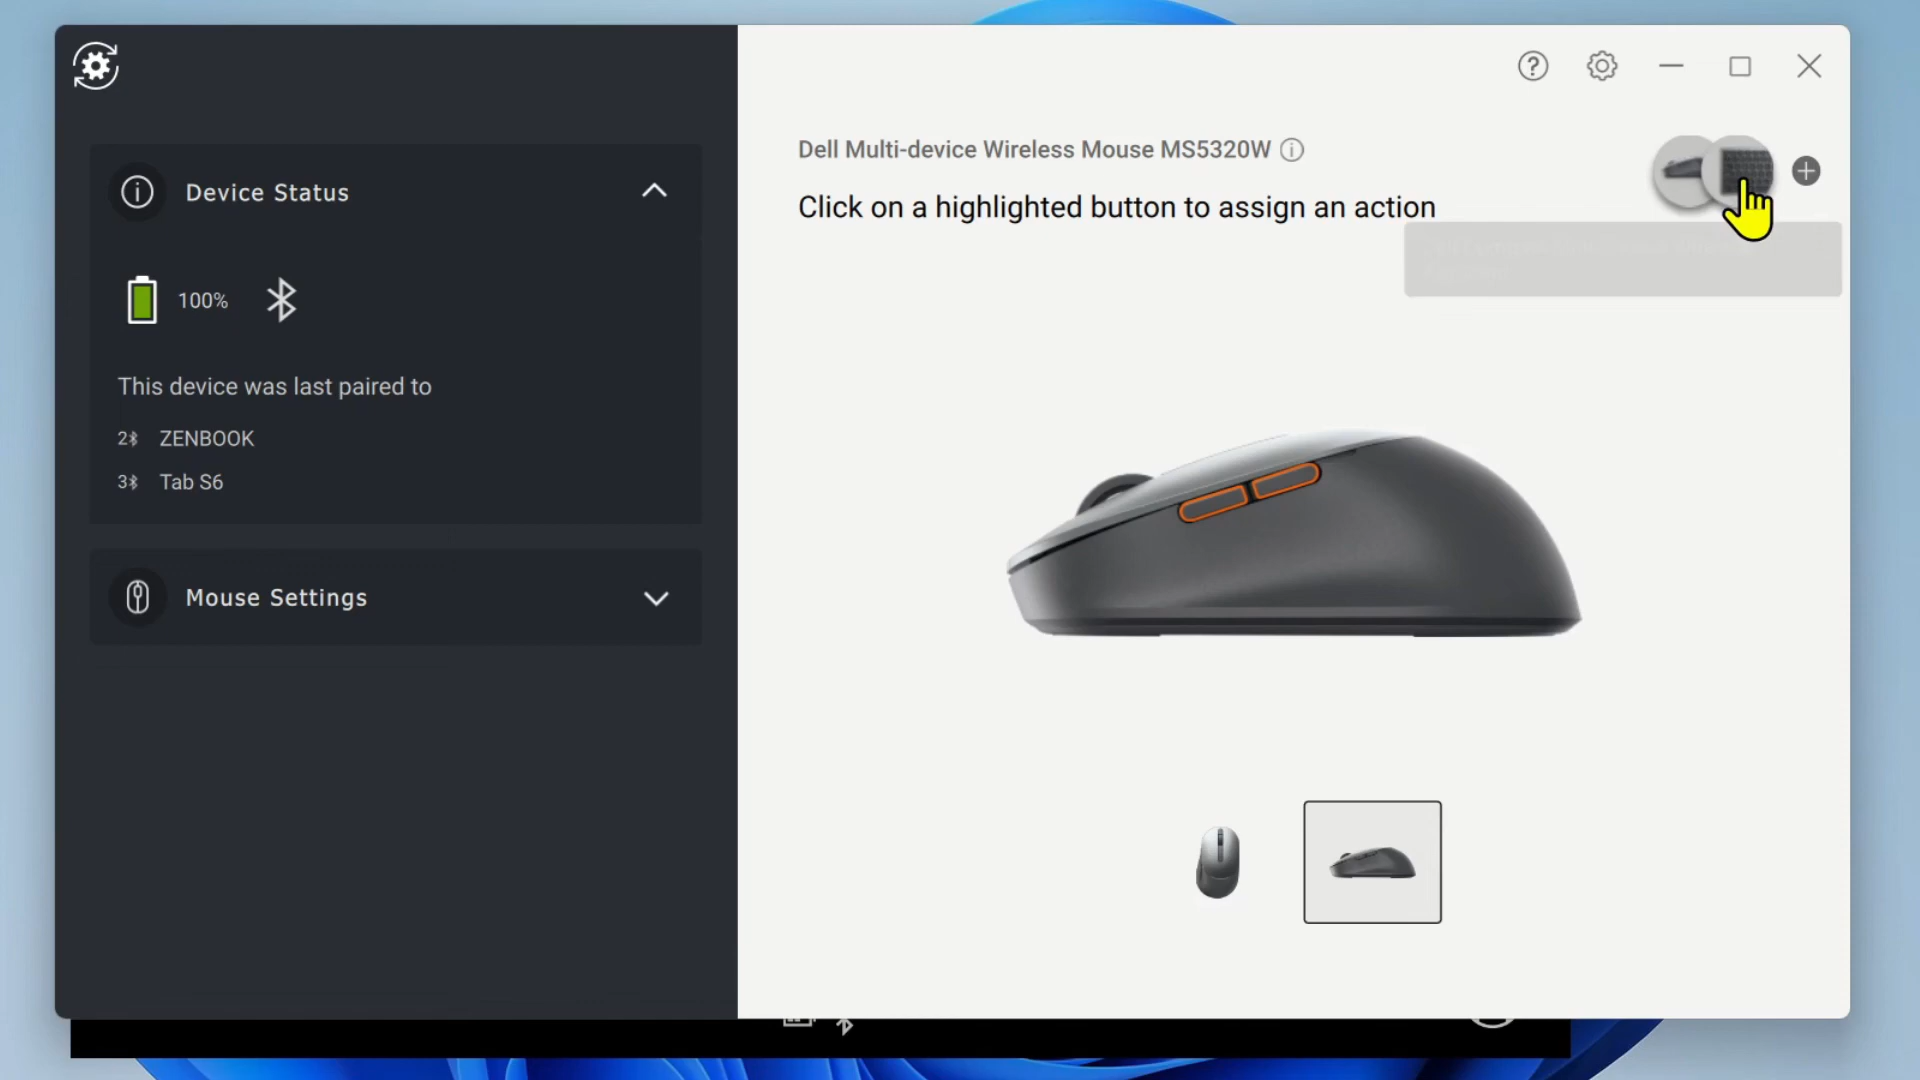 Device Status
100%
This device was last paired to
2 ZENBOOK
3 Tab S6
Mouse Settings
Dell Multi-device Wireless Mouse MS5320W
Click on a highlighted button to assign an action